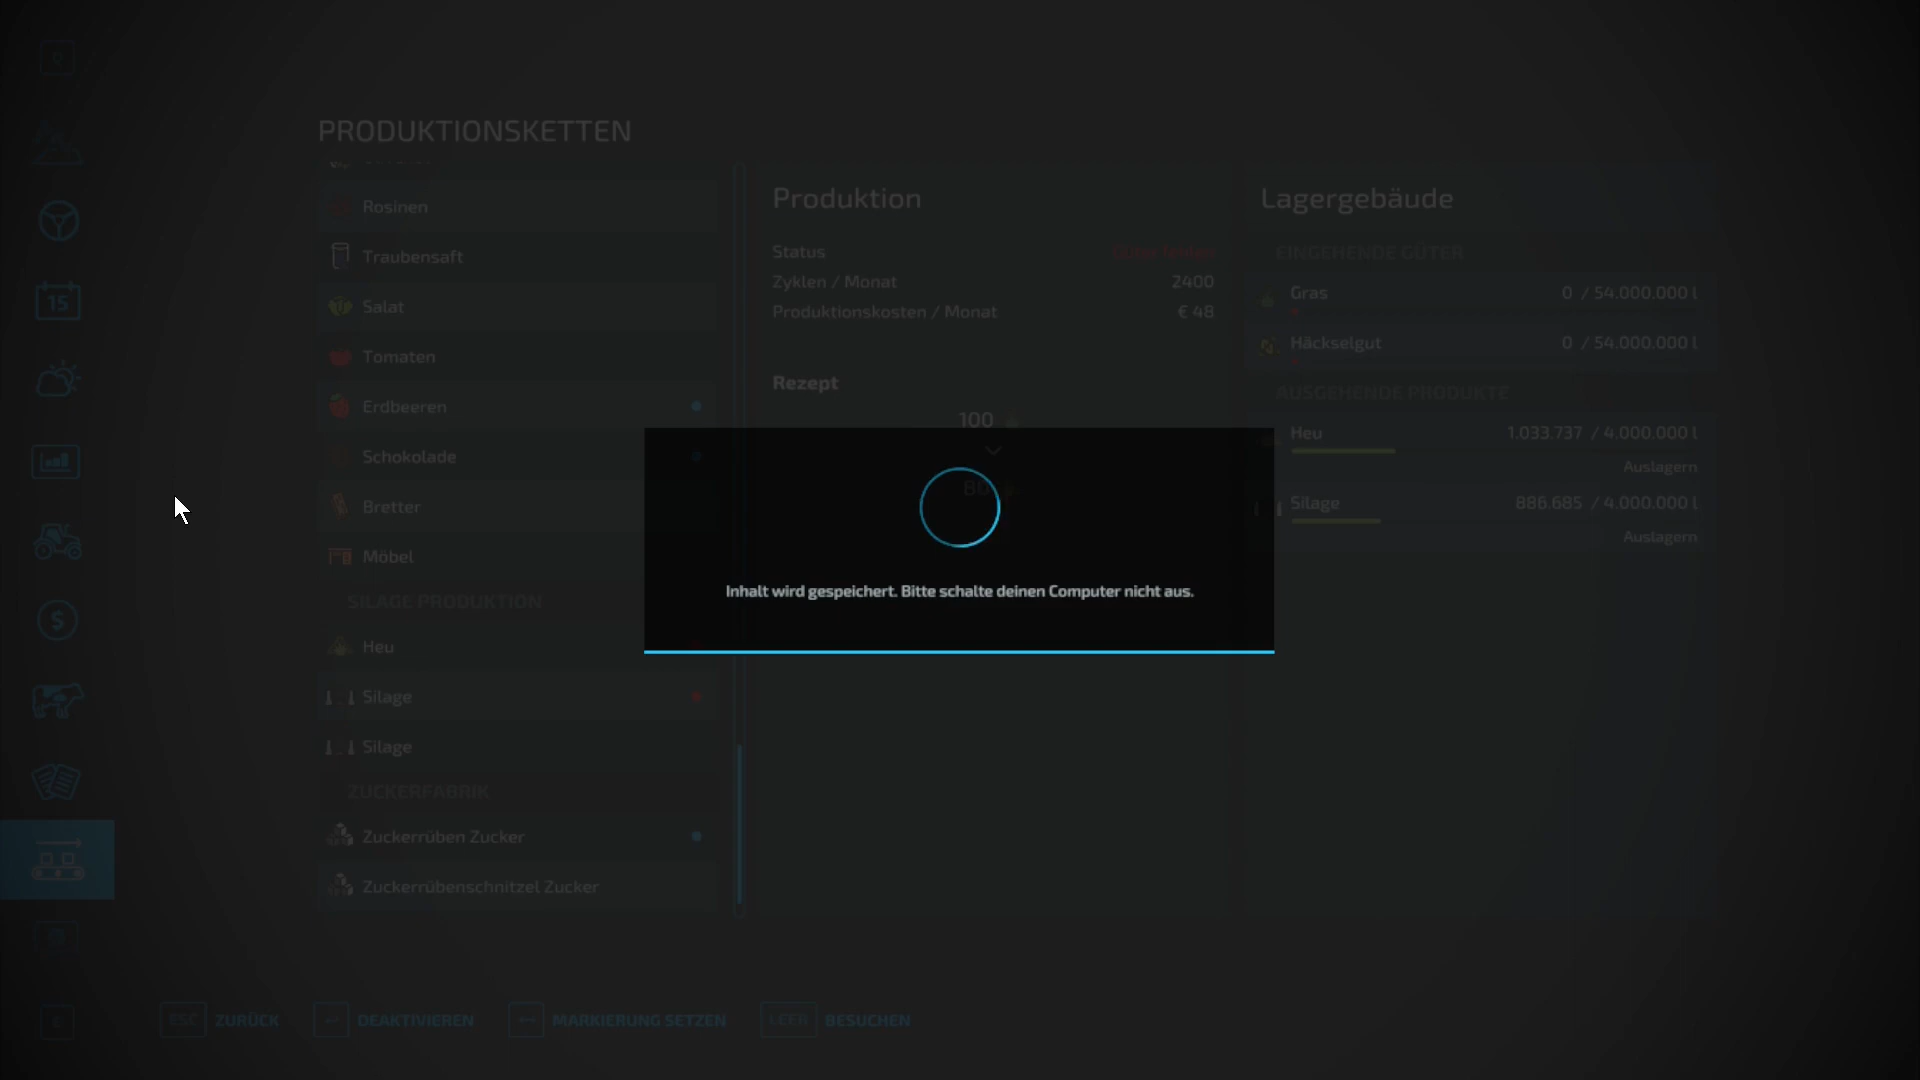 Q
PRODUKTIONSKETTEN
Rosinen
Traubensaft
Salat
Tomaten
Erdbeeren
Schokolade
Bretter
Möbel
SILAGE PRODUKTION
Heu
Silage
Silage
ZUCKERFABRIK
Zuckerrüben Zucker
Zuckerrübenschnitzel Zucker
15
$
Produktion
Status
Zyklen / Monat 2400
Produktionskosten / Monat € 48
Rezept
100
80
Lagergebäude
EINGEHENDE GÜTER
Gras 0 / 54.000.000 l
Häckselgut 0 / 54.000.000 l
AUSGEHENDE PRODUKTE
Heu 1.033.737 / 4.000.000 l
Auslagern
Silage 886.685 / 4.000.000 l
Auslagern
Inhalt wird gespeichert. Bitte schalte deinen Computer nicht aus.
E
ESC ZURÜCK DEAKTIVIEREN MARKIERUNG SETZEN LEER BESUCHEN